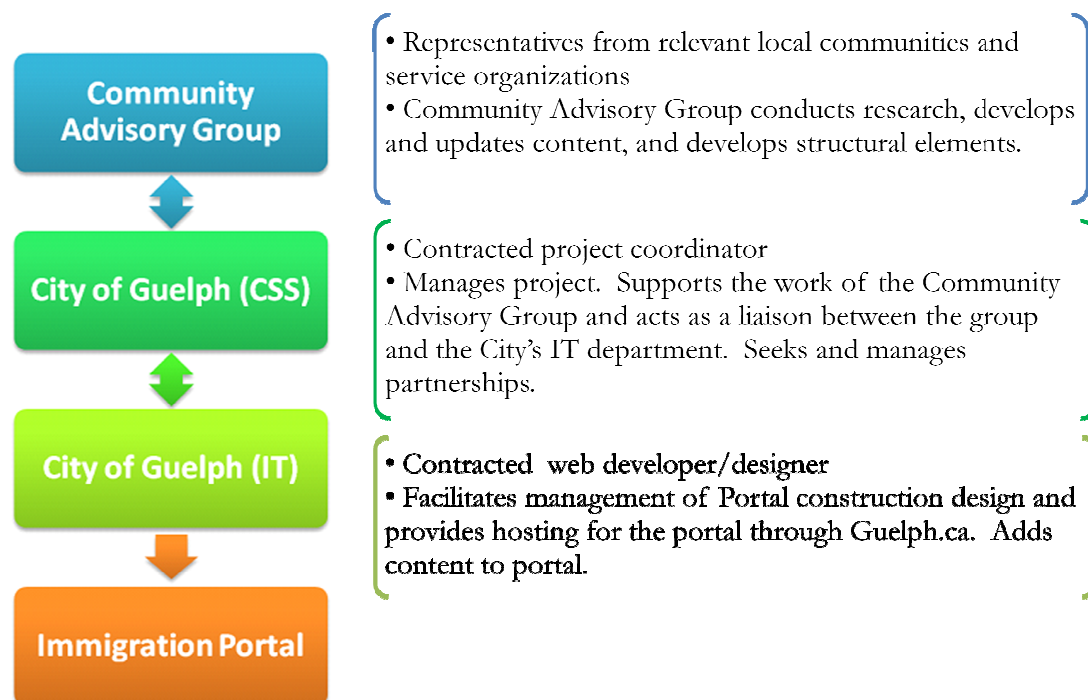 Community
Advisory Group
• Representatives from relevant local communities and
service organizations
• Community Advisory Group conducts research, develops
and updates content, and develops structural elements.
City of Guelph (CSS)
• Contracted project coordinator
• Manages project.  Supports the work of the Community
Advisory Group and acts as a liaison between the group
and the City’s IT department.  Seeks and manages
partnerships.
City of Guelph (IT)
• Contracted  web developer/designer
• Facilitates management of Portal construction design and
provides hosting for the portal through Guelph.ca.  Adds
content to portal.
Immigration Portal